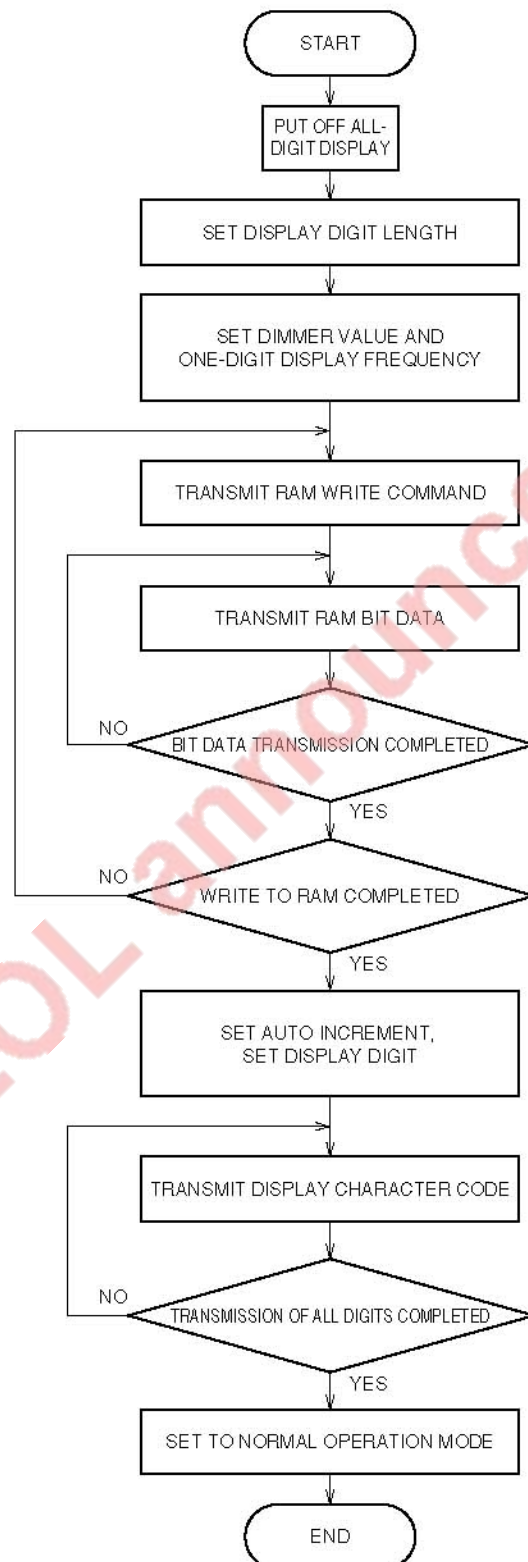 START
PUT OFF ALL-
DIGIT DISPLAY
SET DISPLAY DIGIT LENGTH
SET DIMMER VALUE AND
ONE-DIGIT DISPLAY FREQUENCY
TRANSMIT RAM WRITE COMMAND
TRANSMIT RAM BIT DATA
NO
BIT DATA TRANSMISSION COMPLETED
YES
NO
WRITE TO RAM COMPLETED
YES
SET AUTO INCREMENT,
SET DISPLAY DIGIT
TRANSMIT DISPLAY CHARACTER CODE
NO
TRANSMISSION OF ALL DIGITS COMPLETED
YES
SET TO NORMAL OPERATION MODE
END
OL announc